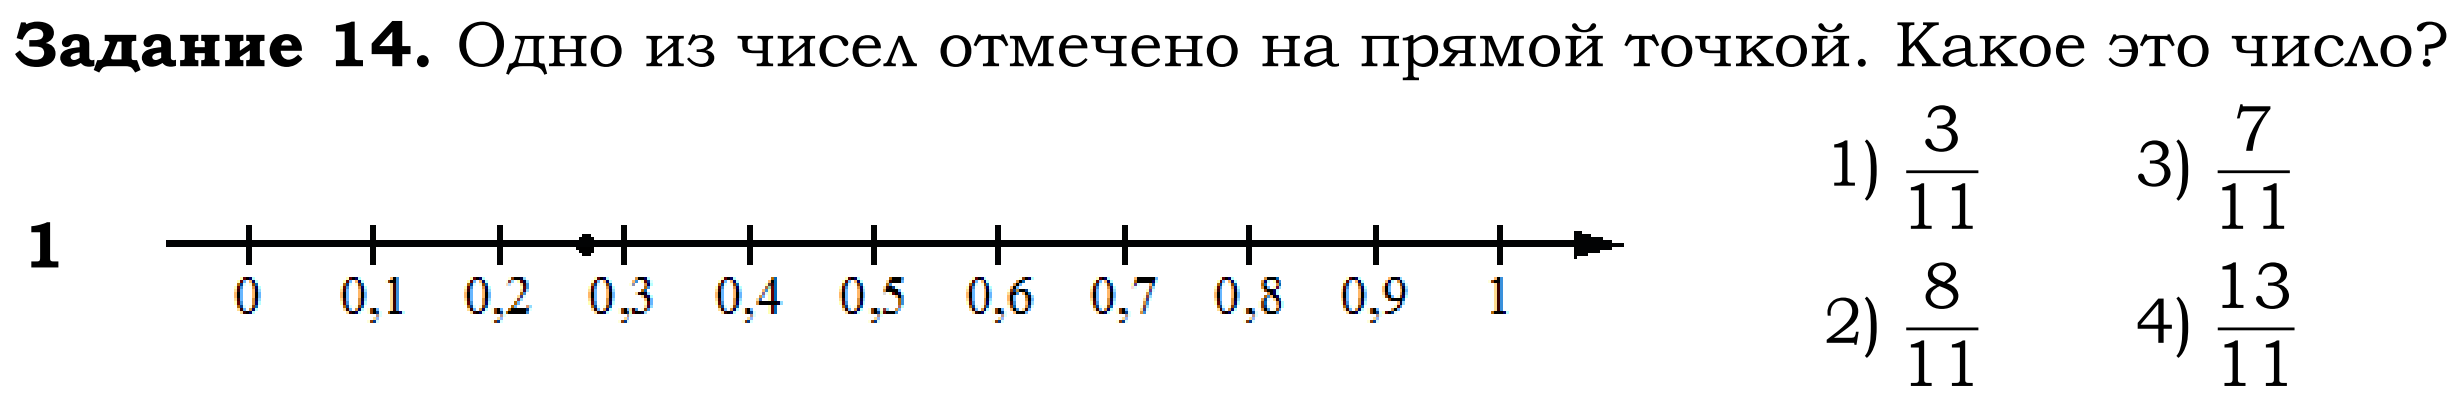 Задание 14. Одно из чисел отмечено на прямой точкой. Какое это число?
1) 3/11 3) 7/11
1
0 0,1 0,2 0,3 0,4 0,5 0,6 0,7 0,8 0,9 1
2) 8/11 4) 13/11